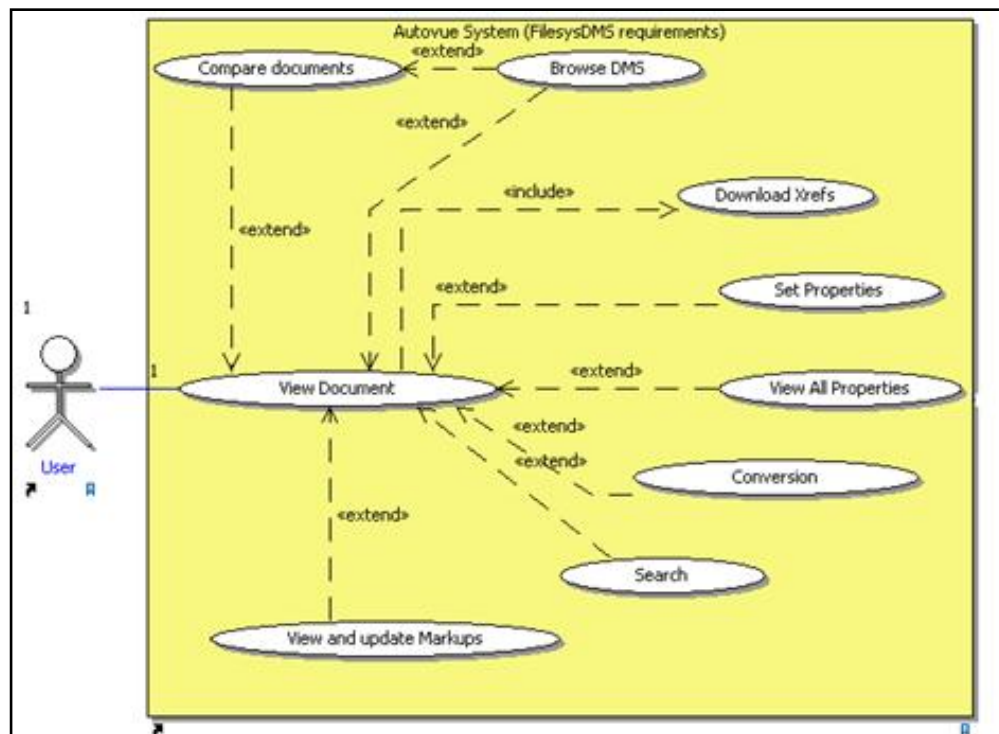 Autovue System (FilesysDMS requirements)
«extend»
Compare documents
Browse DMS
«extend»
«include»
Download Xrefs
«extend»
«extend»
Set Properties
1
1
View Document
«extend»
View All Properties
«extend»
User
«extend»
Conversion
«extend»
Search
View and update Markups